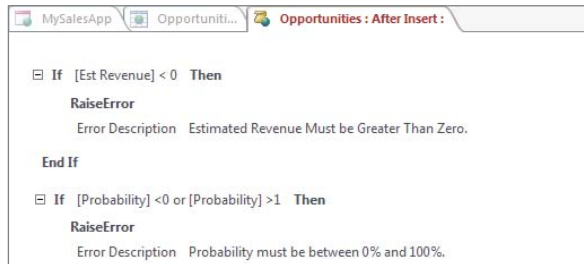 MySalesApp Opportuniti... Opportunities : After Insert :
If [Est Revenue] < 0 Then
RaiseError
Error Description Estimated Revenue Must be Greater Than Zero.
End If
If [Probability] <0 or [Probability] >1 Then
RaiseError
Error Description Probability must be between 0% and 100%.